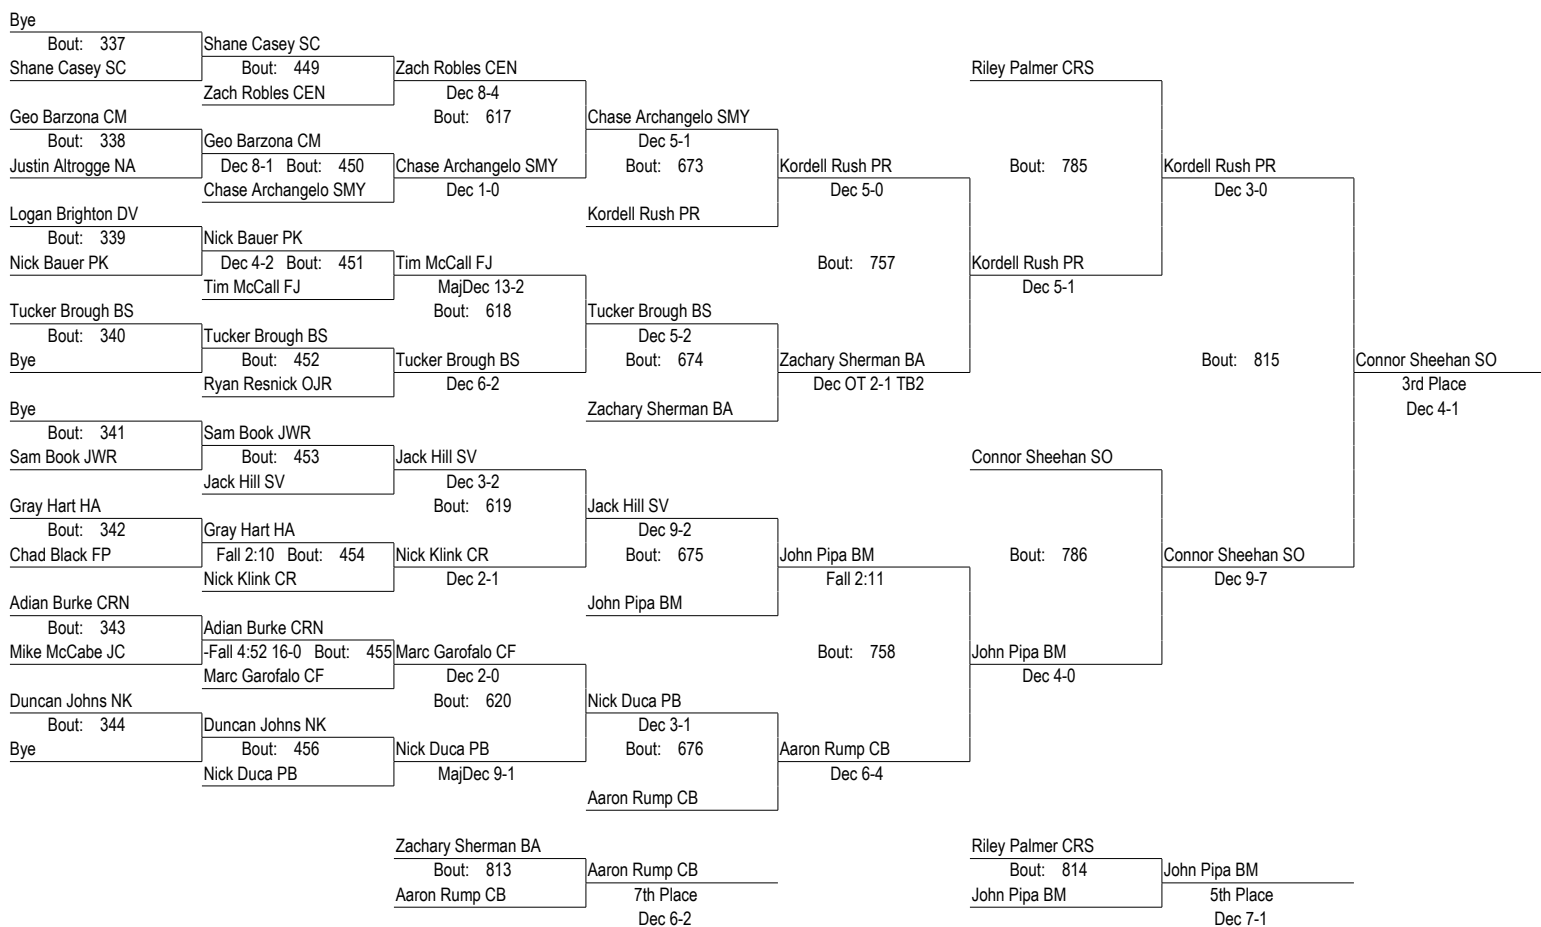 Bye
Bout: 337
Shane Casey SC
Shane Casey SC
Bout: 449
Zach Robles CEN
Zach Robles CEN
Dec 8-4
Bout: 617
Geo Barzona CM
Bout: 338
Justin Altrogge NA
Geo Barzona CM
Dec 8-1 Bout: 450
Chase Archangelo SMY
Chase Archangelo SMY
Dec 1-0
Chase Archangelo SMY
Dec 5-1
Bout: 673
Kordell Rush PR
Kordell Rush PR
Dec 5-0
Logan Brighton DV
Bout: 339
Nick Bauer PK
Nick Bauer PK
Dec 4-2 Bout: 451
Tim McCall FJ
Tim McCall FJ
MajDec 13-2
Bout: 618
Tucker Brough BS
Bout: 340
Bye
Tucker Brough BS
Bout: 452
Ryan Resnick OJR
Tucker Brough BS
Dec 6-2
Tucker Brough BS
Dec 5-2
Bout: 674
Zachary Sherman BA
Zachary Sherman BA
Dec OT 2-1 TB2
Bout: 757
Riley Palmer CRS
Bout: 785
Kordell Rush PR
Dec 5-1
Kordell Rush PR
Dec 3-0
Bye
Bout: 341
Sam Book JWR
Sam Book JWR
Bout: 453
Jack Hill SV
Jack Hill SV
Dec 3-2
Bout: 619
Gray Hart HA
Bout: 342
Chad Black FP
Gray Hart HA
Fall 2:10 Bout: 454
Nick Klink CR
Nick Klink CR
Dec 2-1
Jack Hill SV
Dec 9-2
Bout: 675
John Pipa BM
John Pipa BM
Fall 2:11
Adian Burke CRN
Bout: 343
Mike McCabe JC
Adian Burke CRN
-Fall 4:52 16-0 Bout: 455
Marc Garofalo CF
Marc Garofalo CF
Dec 2-0
Bout: 620
Duncan Johns NK
Bout: 344
Bye
Duncan Johns NK
Bout: 456
Nick Duca PB
Nick Duca PB
MajDec 9-1
Nick Duca PB
Dec 3-1
Bout: 676
Aaron Rump CB
Aaron Rump CB
Dec 6-4
Bout: 758
Connor Sheehan SO
Bout: 786
John Pipa BM
Dec 4-0
Connor Sheehan SO
Dec 9-7
Bout: 815
Connor Sheehan SO
3rd Place
Dec 4-1
Zachary Sherman BA
Bout: 813
Aaron Rump CB
Aaron Rump CB
7th Place
Dec 6-2
Riley Palmer CRS
Bout: 814
John Pipa BM
John Pipa BM
5th Place
Dec 7-1